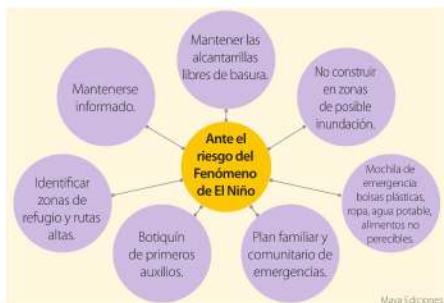 Mantener las
alcantarillas
libres de basura.
Mantenerse
informado.
No construir
en zonas
de posible
inundación.
Ante el
riesgo del
Fenómeno
de El Niño
Identificar
zonas de
refugio y rutas
altas.
Mochila de
emergencia:
bolsas plásticas,
ropa, agua potable,
alimentos no
perecibles.
Botiquín
de primeros
auxilios.
Plan familiar y
comunitario de
emergencias.
Maya Ediciones